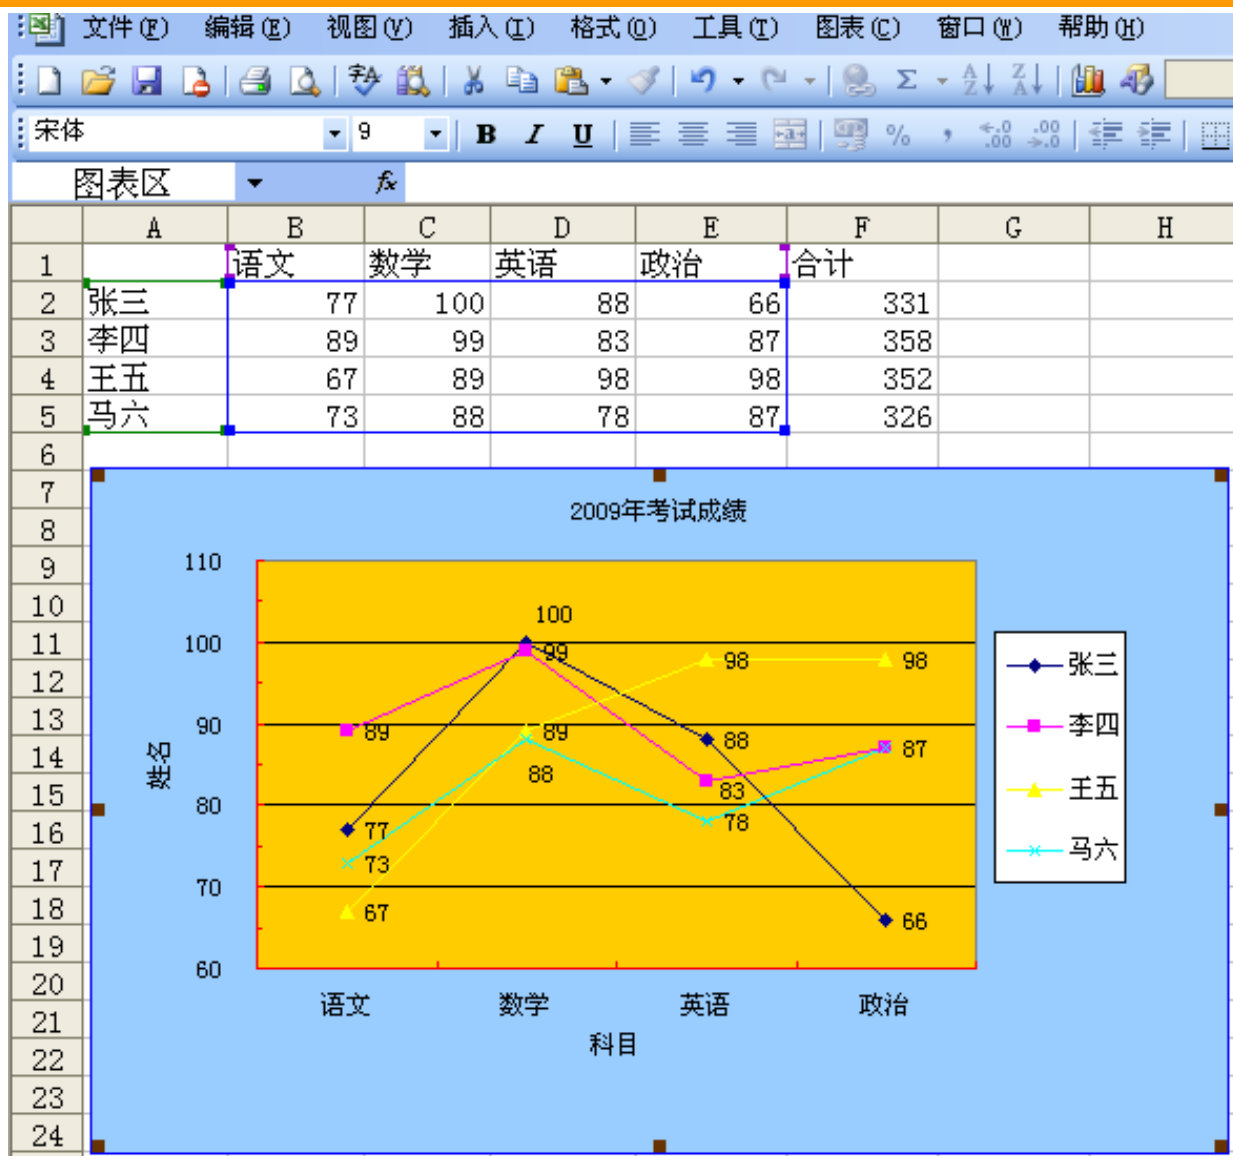 文件(F) 编辑(E) 视图(V) 插入(I) 格式(O) 工具(T) 图表(C) 窗口(W) 帮助(H)
宋体 9 B I U % , .00 .0
图表区 fx
A B C D E F G H
1 语文 数学 英语 政治 合计
2 张三 77 100 88 66 331
3 李四 89 99 83 87 358
4 王五 67 89 98 98 352
5 马六 73 88 78 87 326
6
7
8
9
10
11
12
13
14
15
16
17
18
19
20
21
22
23
24
2009年考试成绩
110
100
90
80
70
60
姓名
100
99
98
98
89
89
88
87
88
83
77
78
73
67
66
语文 数学 英语 政治
科目
张三
李四
王五
马六